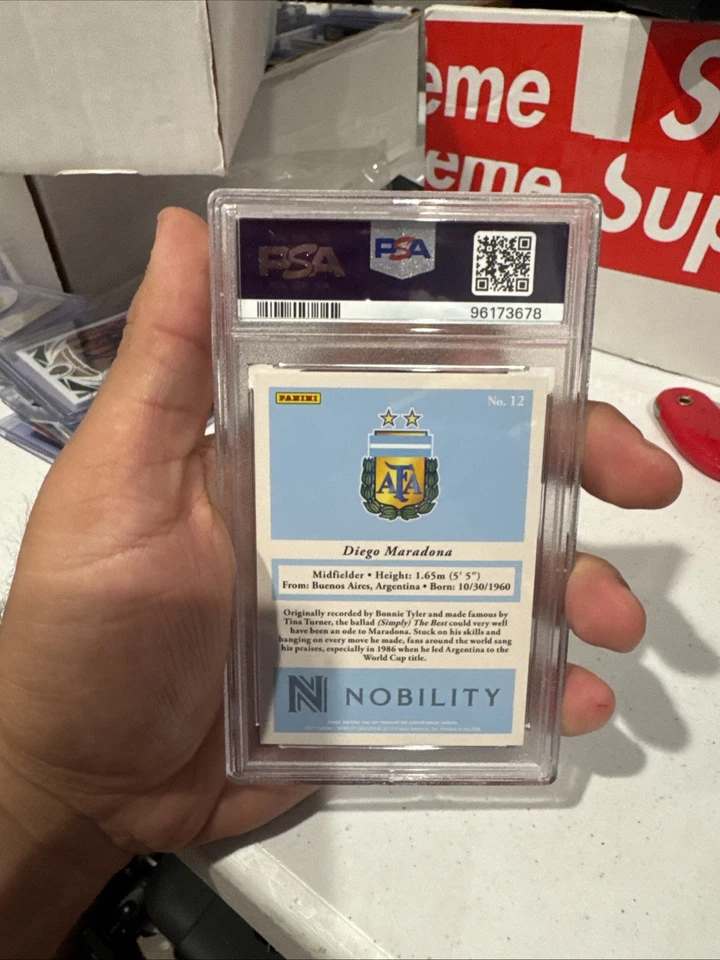 eme
S
eme
Sup
PSA
PSA
96173678
PANINI
No. 12
AFA
Diego Maradona
Midfielder • Height: 1.65m (5' 5")
From: Buenos Aires, Argentina • Born: 10/30/1960
Originally recorded by Bonnie Tyler and made famous by
Tina Turner, the ballad (Simply) The Best could very well
have been an ode to Maradona. Stuck on his skills and
hanging on every move he made, fans around the world sang
his praises, especially in 1986 when he led Argentina to the
World Cup title.
N NOBILITY